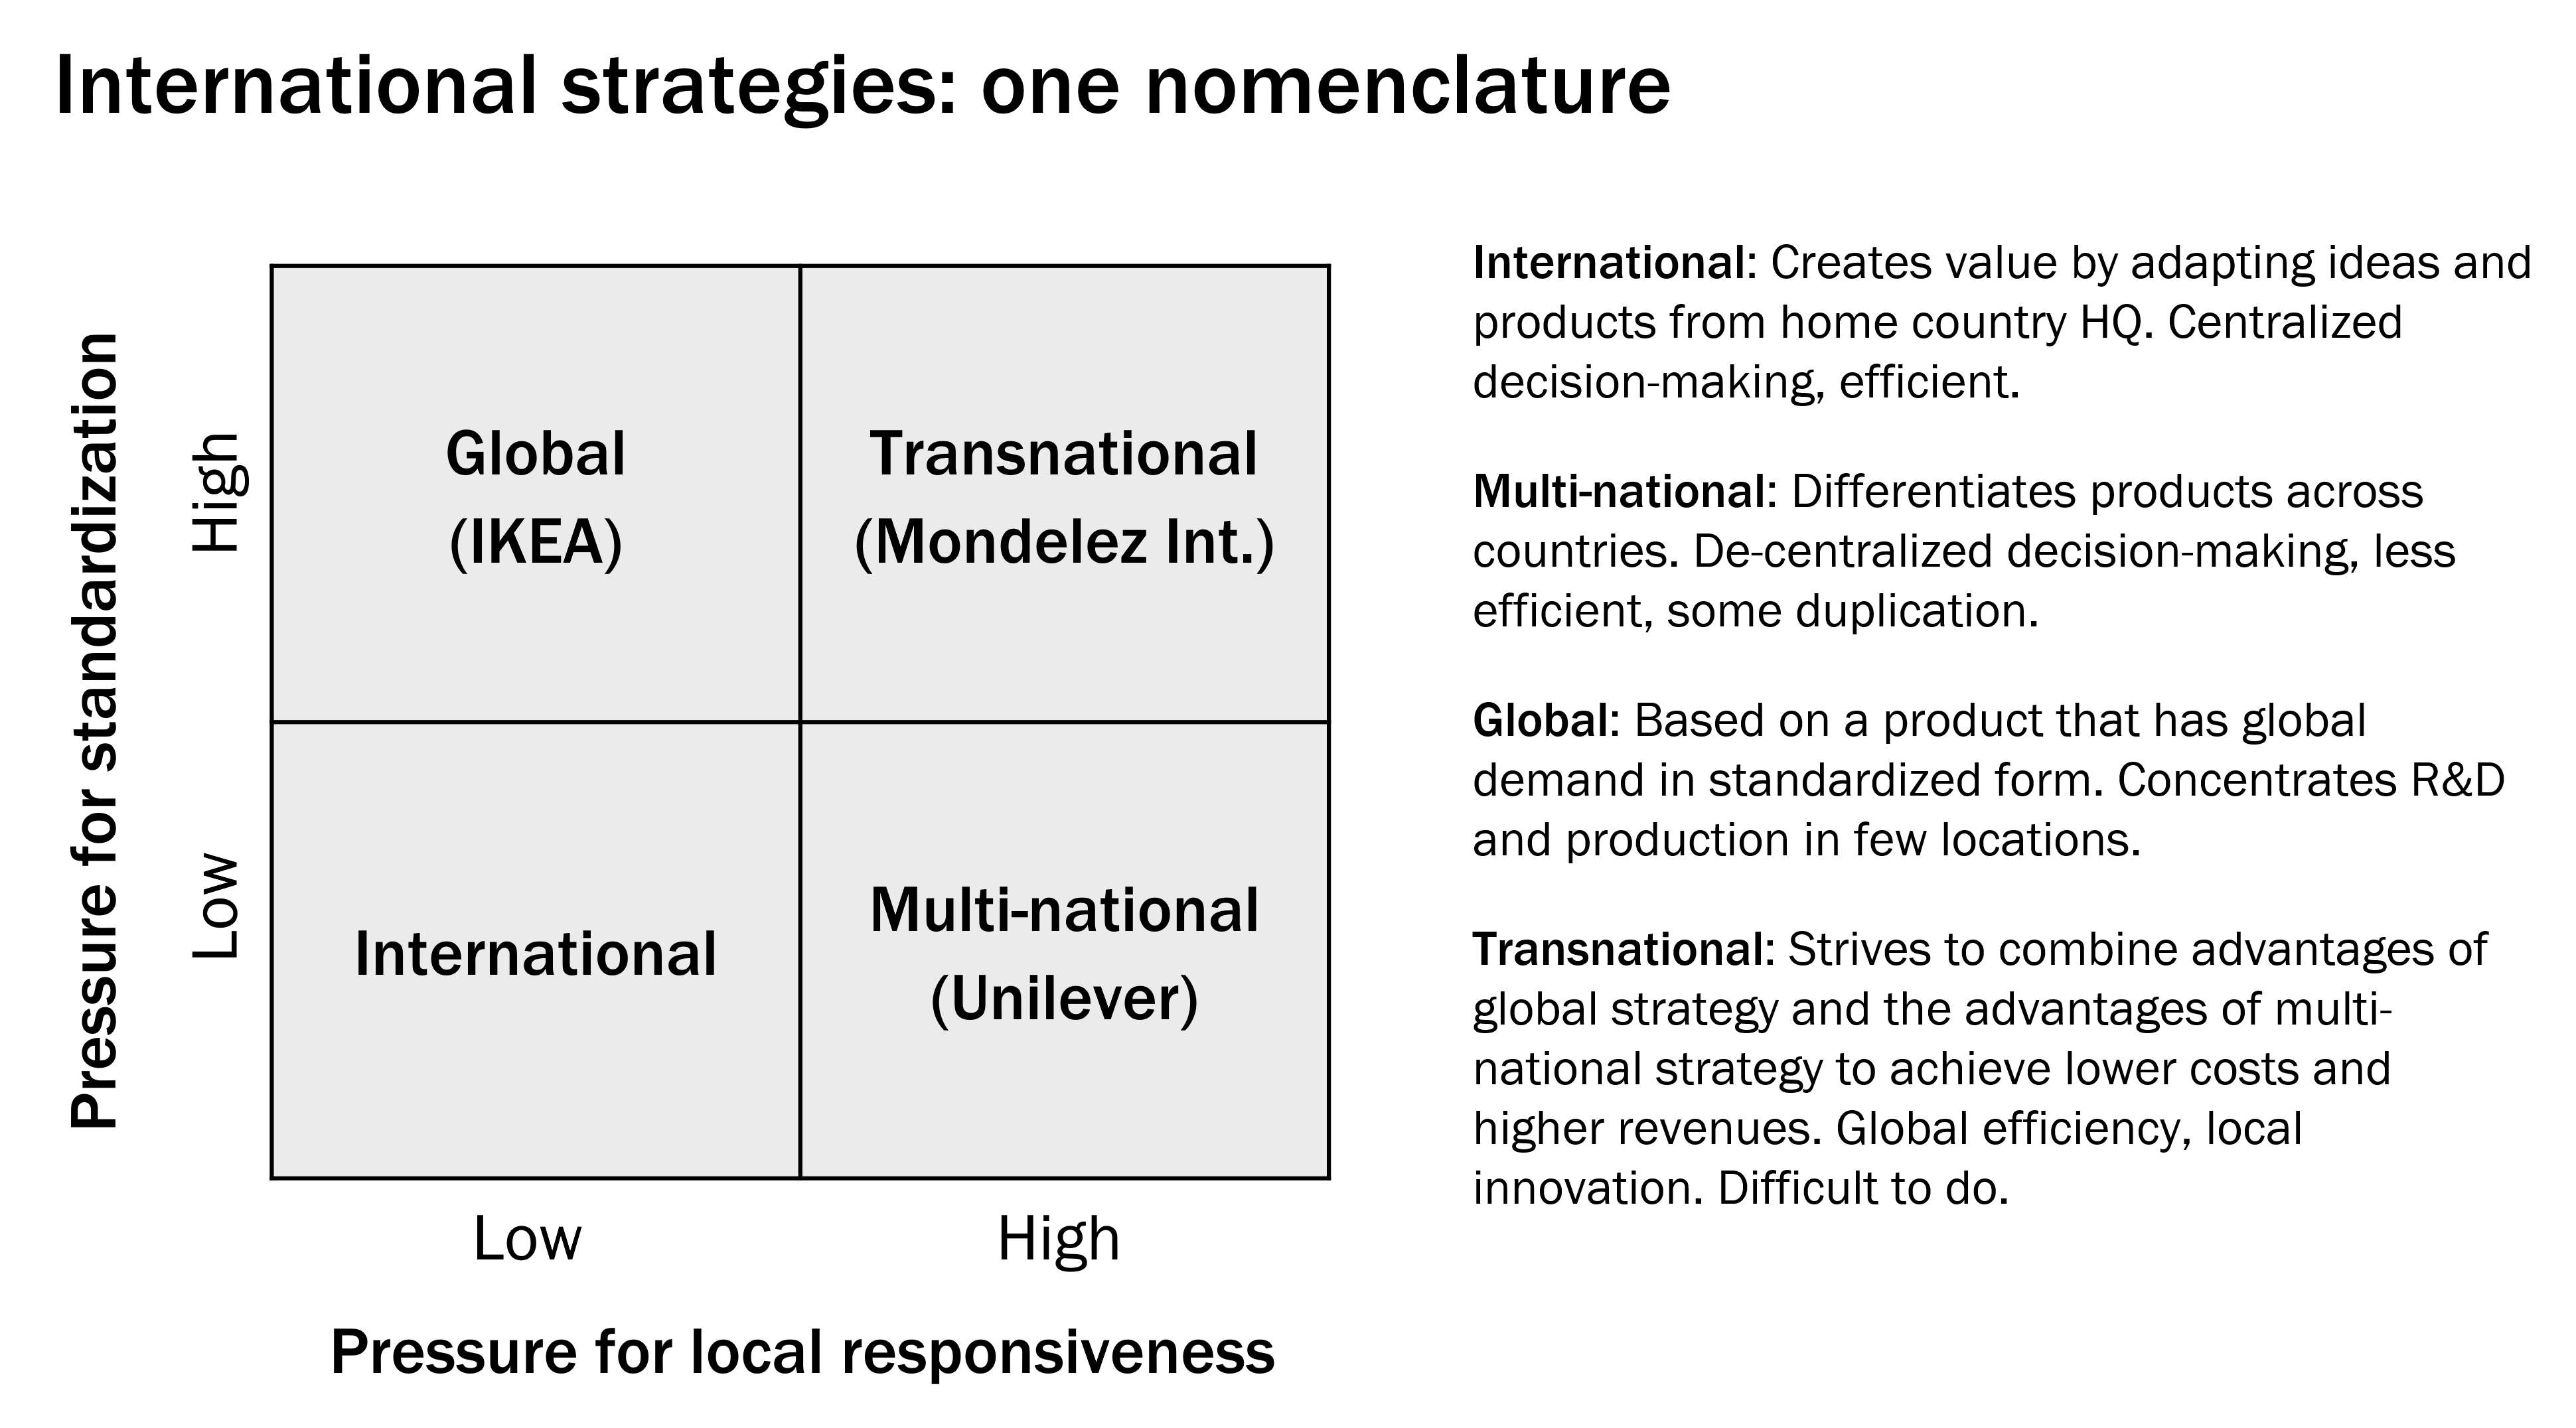 International strategies: one nomenclature
Pressure for standardization
High
Low
Global
(IKEA)
Transnational
(Mondelez Int.)
International
Multi-national
(Unilever)
Low
High
Pressure for local responsiveness
International: Creates value by adapting ideas and
products from home country HQ. Centralized
decision-making, efficient.
Multi-national: Differentiates products across
countries. De-centralized decision-making, less
efficient, some duplication.
Global: Based on a product that has global
demand in standardized form. Concentrates R&D
and production in few locations.
Transnational: Strives to combine advantages of
global strategy and the advantages of multi-
national strategy to achieve lower costs and
higher revenues. Global efficiency, local
innovation. Difficult to do.